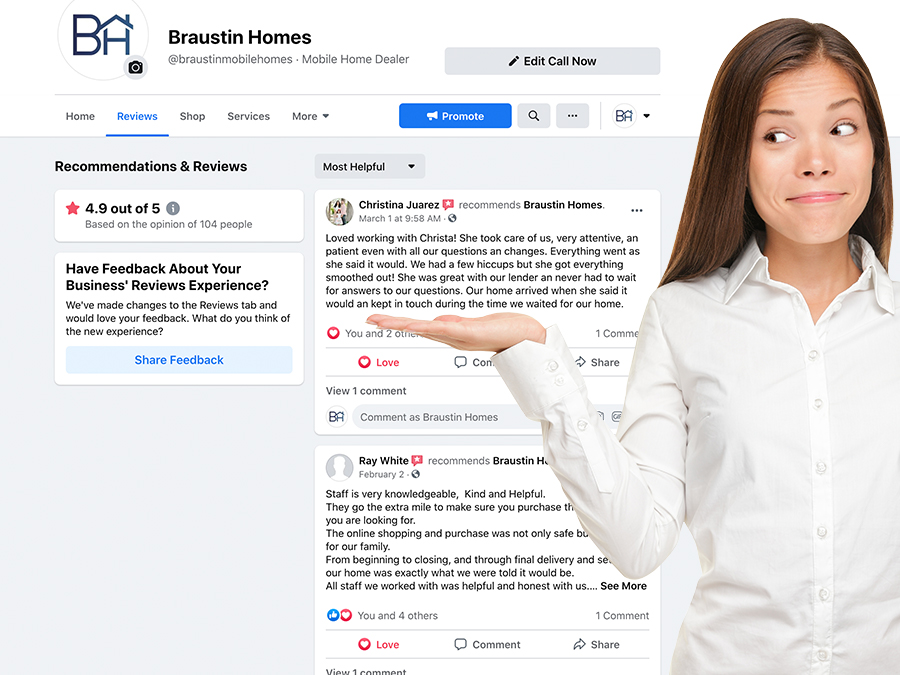 BH
Braustin Homes
@braustinmobilehomes · Mobile Home Dealer
Edit Call Now
Home
Reviews
Shop
Services
More
Promote
BH
Recommendations & Reviews
Most Helpful
4.9 out of 5
Based on the opinion of 104 people
Have Feedback About Your
Business' Reviews Experience?
We've made changes to the Reviews tab and
would love your feedback. What do you think of
the new experience?
Share Feedback
Christina Juarez recommends Braustin Homes.
March 1 at 9:58 AM ·
Loved working with Christa! She took care of us, very attentive, an
patient even with all our questions an changes. Everything went as
she said it would. We had a few hiccups but she got everything
smoothed out! She was great with our lender an never had to wait
for answers to our questions. Our home arrived when she said it
would an kept in touch during the time we waited for our home.
You and 2 others
1 Comme
Love
Com
Share
View 1 comment
BH
Comment as Braustin Homes
Ray White recommends Braustin Ho
February 2 ·
Staff is very knowledgeable, Kind and Helpful.
They go the extra mile to make sure you purchase th
you are looking for.
The online shopping and purchase was not only safe bu
for our family.
From beginning to closing, and through final delivery and se
our home was exactly what we were told it would be.
All staff we worked with was helpful and honest with us.... See More
You and 4 others
1 Comment
Love
Comment
Share
View 1 comment